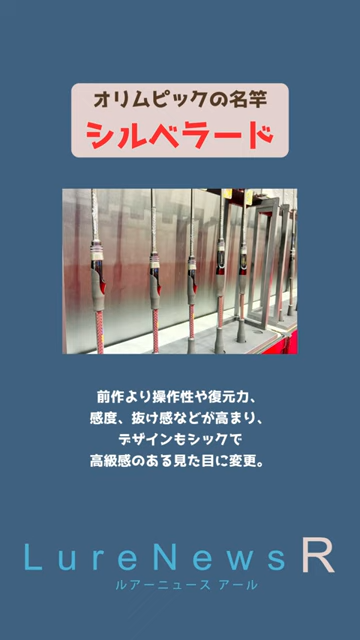 オリムピックの名竿
シルベラード
前作より操作性や復元力、
感度、抜け感などが高まり、
デザインもシックで
高級感のある見た目に変更。
LureNewsR
ルアーニュース アール